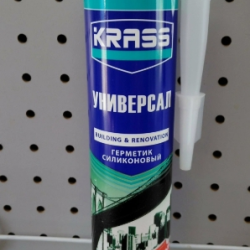 KRASS
УНИВЕРСАЛ
BUILDING & RENOVATION
ГЕРМЕТИК
СИЛИКОНОВЫЙ